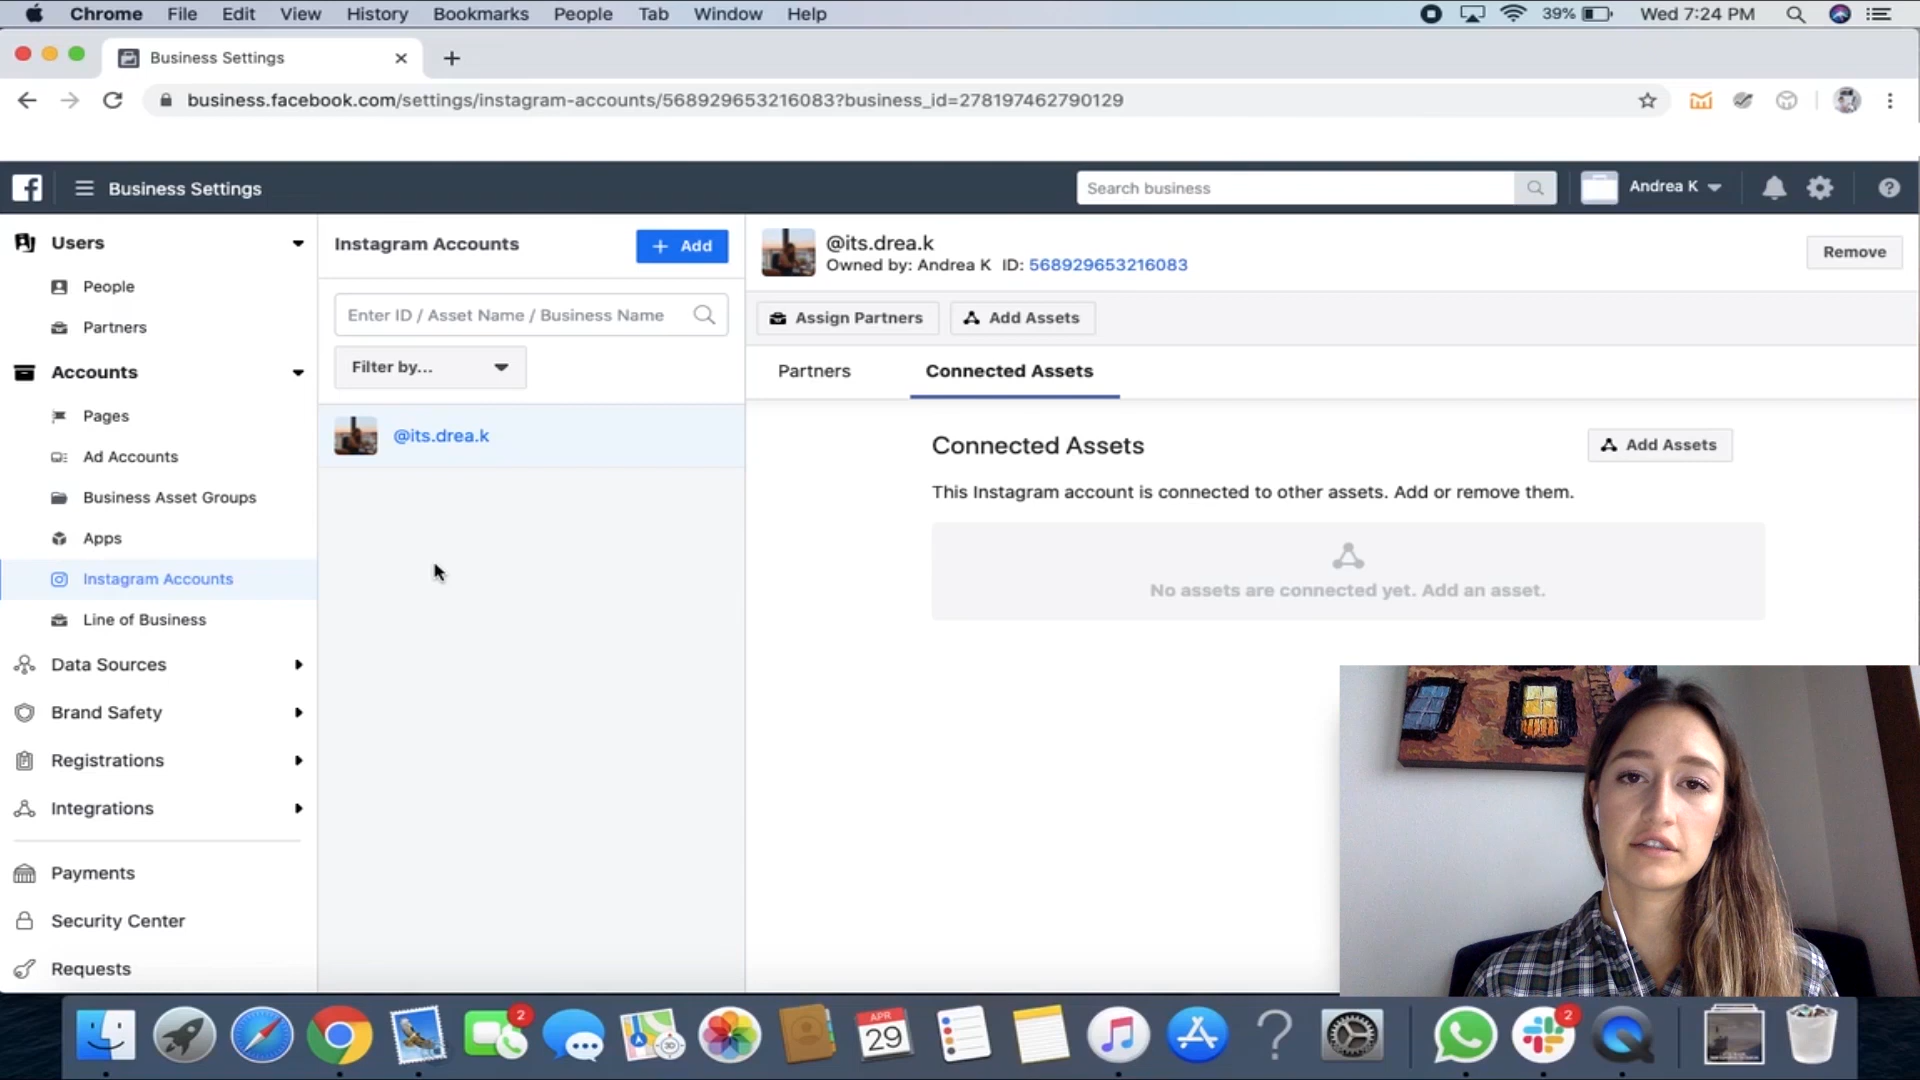 Chrome File Edit View History Bookmarks People Tab Window Help
39% Wed 7:24 PM
Business Settings
business.facebook.com/settings/instagram-accounts/568929653216083?business_id=278197462790129
Business Settings
Search business
Andrea K
Users
People
Partners
Accounts
Pages
Ad Accounts
Business Asset Groups
Apps
Instagram Accounts
Line of Business
Data Sources
Brand Safety
Registrations
Integrations
Payments
Security Center
Requests
Instagram Accounts
+ Add
Enter ID / Asset Name / Business Name
Filter by...
@its.drea.k
@its.drea.k
Owned by: Andrea K ID: 568929653216083
Remove
Assign Partners
Add Assets
Partners
Connected Assets
Connected Assets
Add Assets
This Instagram account is connected to other assets. Add or remove them.
No assets are connected yet. Add an asset.
2
3D
APR
29
2